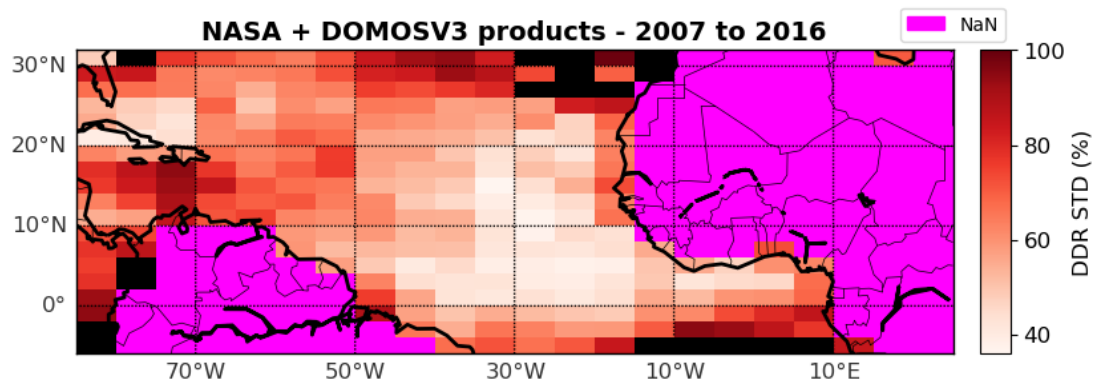 NASA + DOMOSV3 products - 2007 to 2016
NaN
30°N
20°N
10°N
0°
70°W
50°W
30°W
10°W
10°E
100
80
60
40
DDR STD (%)